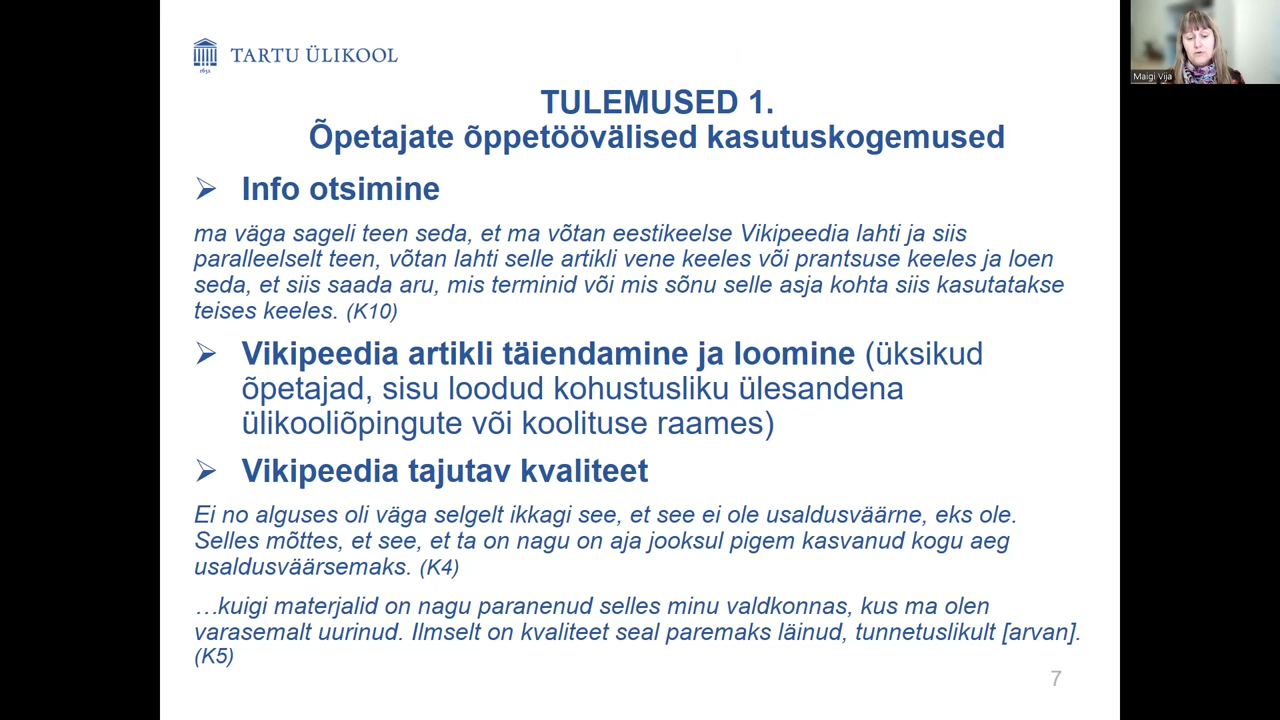 TARTU ÜLIKOOL
1632
Maigi Vija
TULEMUSED 1.
Õpetajate õppetöövälised kasutuskogemused
➢ Info otsimine
ma väga sageli teen seda, et ma võtan eestikeelse Vikipeedia lahti ja siis
paralleelselt teen, võtan lahti selle artikli vene keeles või prantsuse keeles ja loen
seda, et siis saada aru, mis terminid või mis sõnu selle asja kohta siis kasutatakse
teises keeles. (K10)
➢ Vikipeedia artikli täiendamine ja loomine (üksikud
õpetajad, sisu loodud kohustusliku ülesandena
ülikooliõpingute või koolituse raames)
➢ Vikipeedia tajutav kvaliteet
Ei no alguses oli väga selgelt ikkagi see, et see ei ole usaldusväärne, eks ole.
Selles mõttes, et see, et ta on nagu on aja jooksul pigem kasvanud kogu aeg
usaldusväärsemaks. (K4)
…kuigi materjalid on nagu paranenud selles minu valdkonnas, kus ma olen
varasemalt uurinud. Ilmselt on kvaliteet seal paremaks läinud, tunnetuslikult [arvan].
(K5)
7